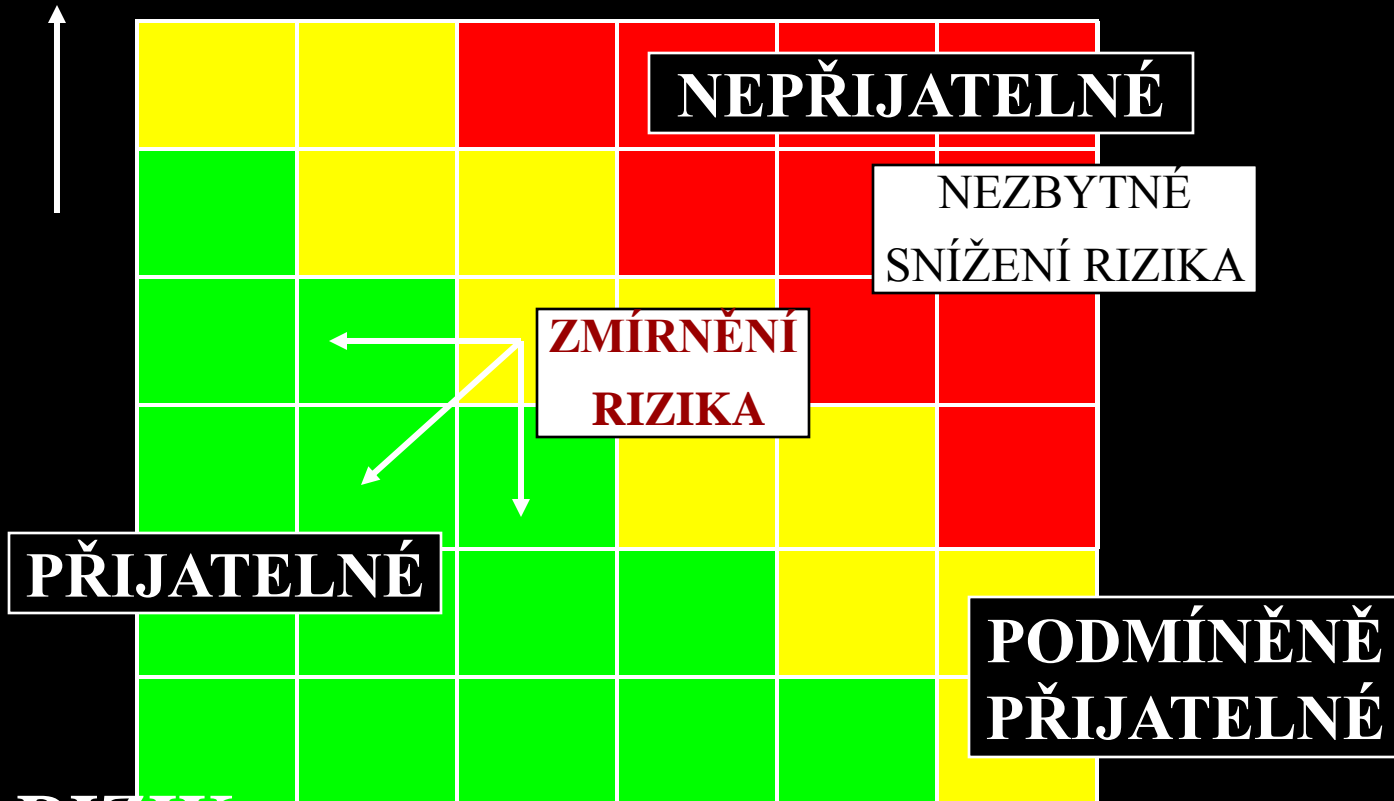 NEPŘIJATELNÉ
NEZBYTNÉ
SNÍŽENÍ RIZIKA
ZMÍRNĚNÍ
RIZIKA
PŘIJATELNÉ
PODMÍNĚNĚ
PŘIJATELNÉ